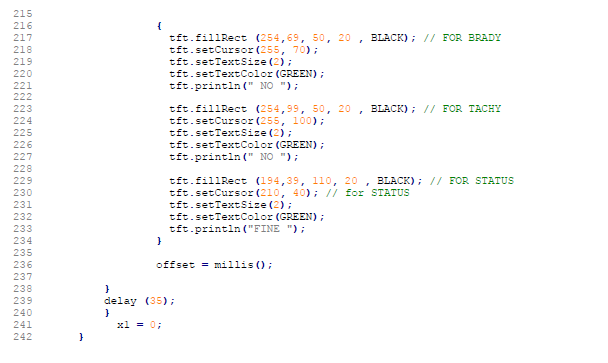 215
216 {
217 tft.fillRect (254,69, 50, 20 , BLACK); // FOR BRADY
218 tft.setCursor(255, 70);
219 tft.setTextSize(2);
220 tft.setTextColor(GREEN);
221 tft.println(" NO ");
222
223 tft.fillRect (254,99, 50, 20 , BLACK); // FOR TACHY
224 tft.setCursor(255, 100);
225 tft.setTextSize(2);
226 tft.setTextColor(GREEN);
227 tft.println(" NO ");
228
229 tft.fillRect (194,39, 110, 20 , BLACK); // FOR STATUS
230 tft.setCursor(210, 40); // for STATUS
231 tft.setTextSize(2);
232 tft.setTextColor(GREEN);
233 tft.println("FINE ");
234 }
235
236 offset = millis();
237
238 }
239 delay (35);
240 }
241 x1 = 0;
242 }